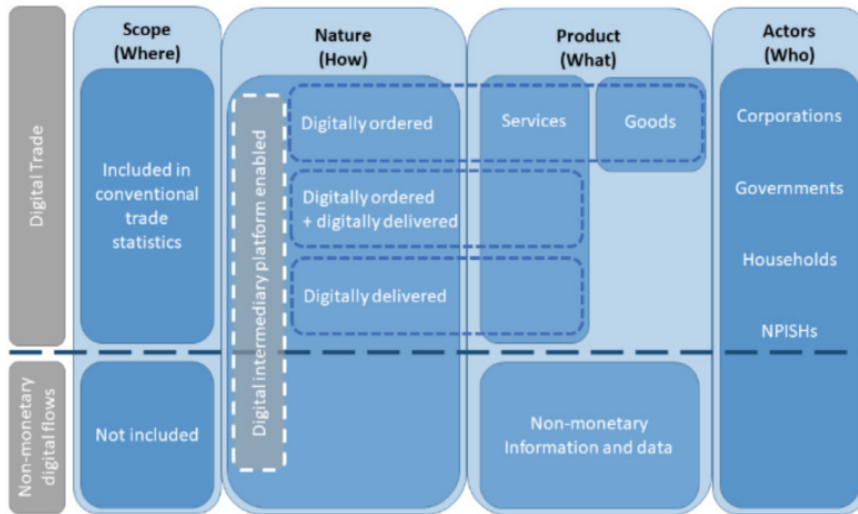 Scope
(Where)
Nature
(How)
Product
(What)
Actors
(Who)
Digital Trade
Included in
conventional
trade
statistics
Digital intermediary platform enabled
Digitally ordered
Services
Goods
Digitally ordered
+ digitally delivered
Digitally delivered
Corporations
Governments
Households
NPISHs
Non-monetary
digital flows
Not included
Non-monetary
Information and data